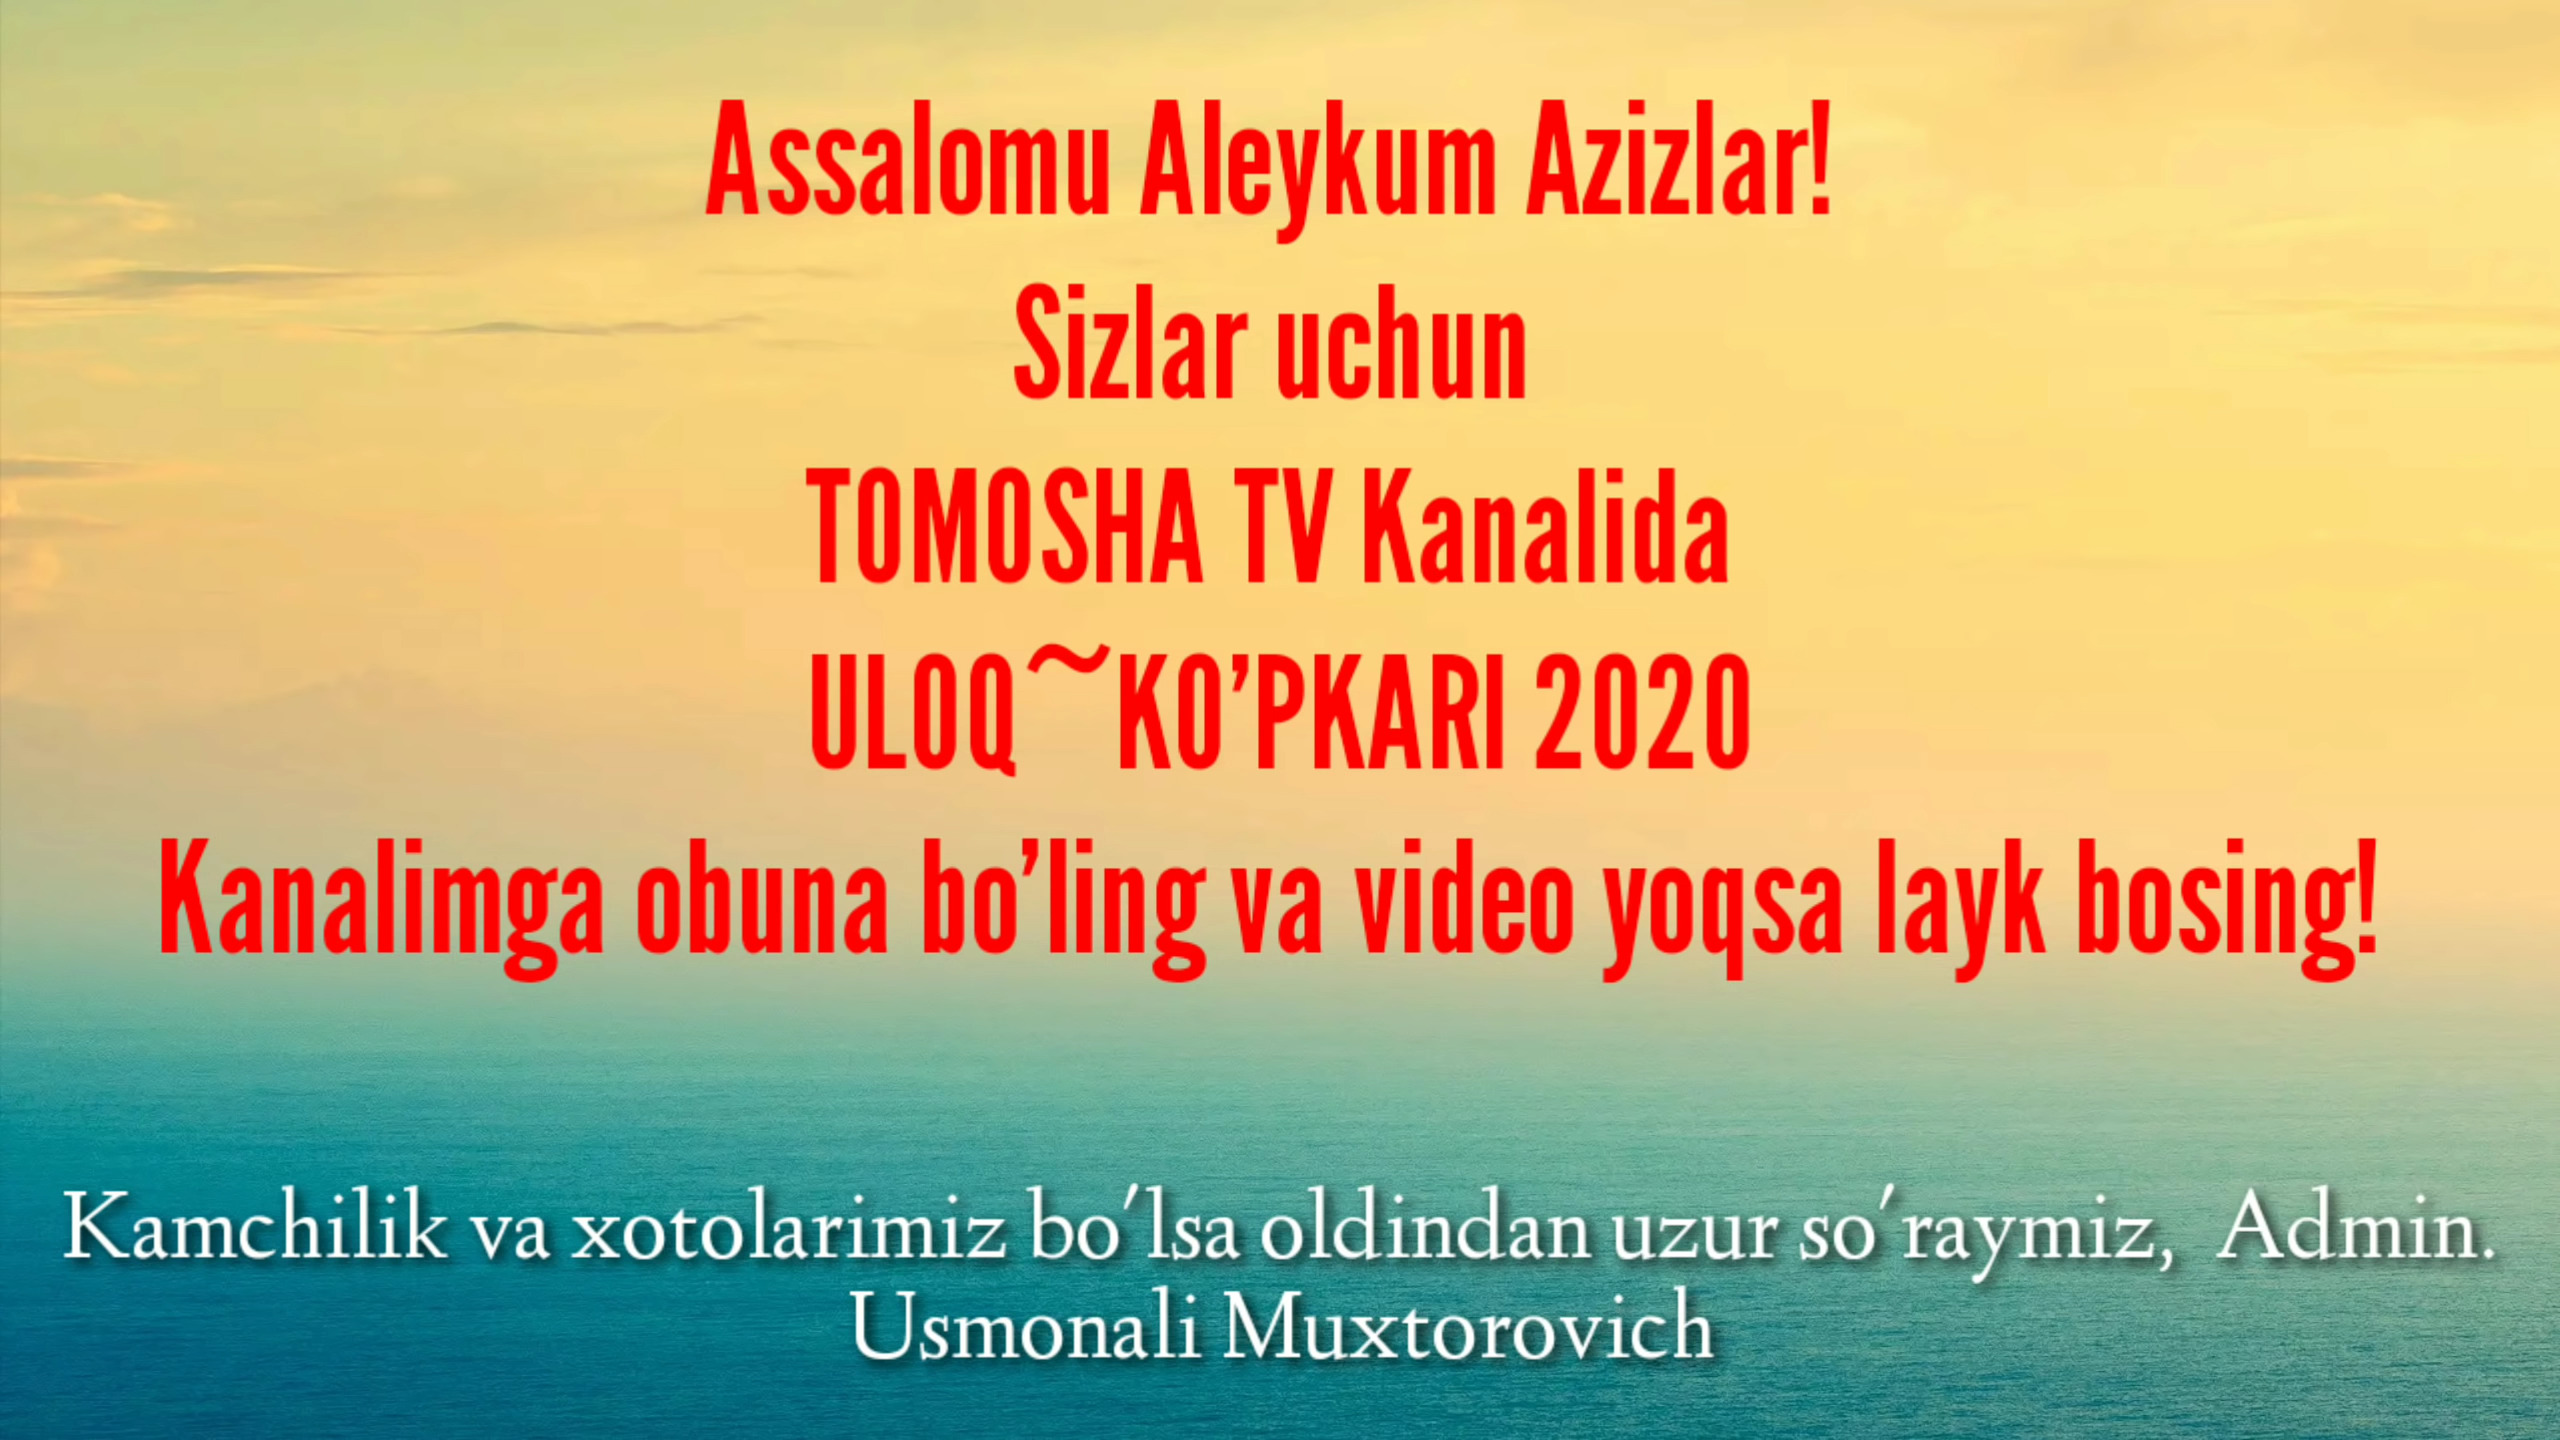 Assalomu Aleykum Azizlar!
Sizlar uchun
TOMOSHA TV Kanalida
ULOQ~KO’PKARI 2020
Kanalimga obuna bo’ling va video yoqsa layk bosing!
Kamchilik va xotolarimiz bo'lsa oldindan uzur so'raymiz,  Admin.
Usmonali Muxtorovich